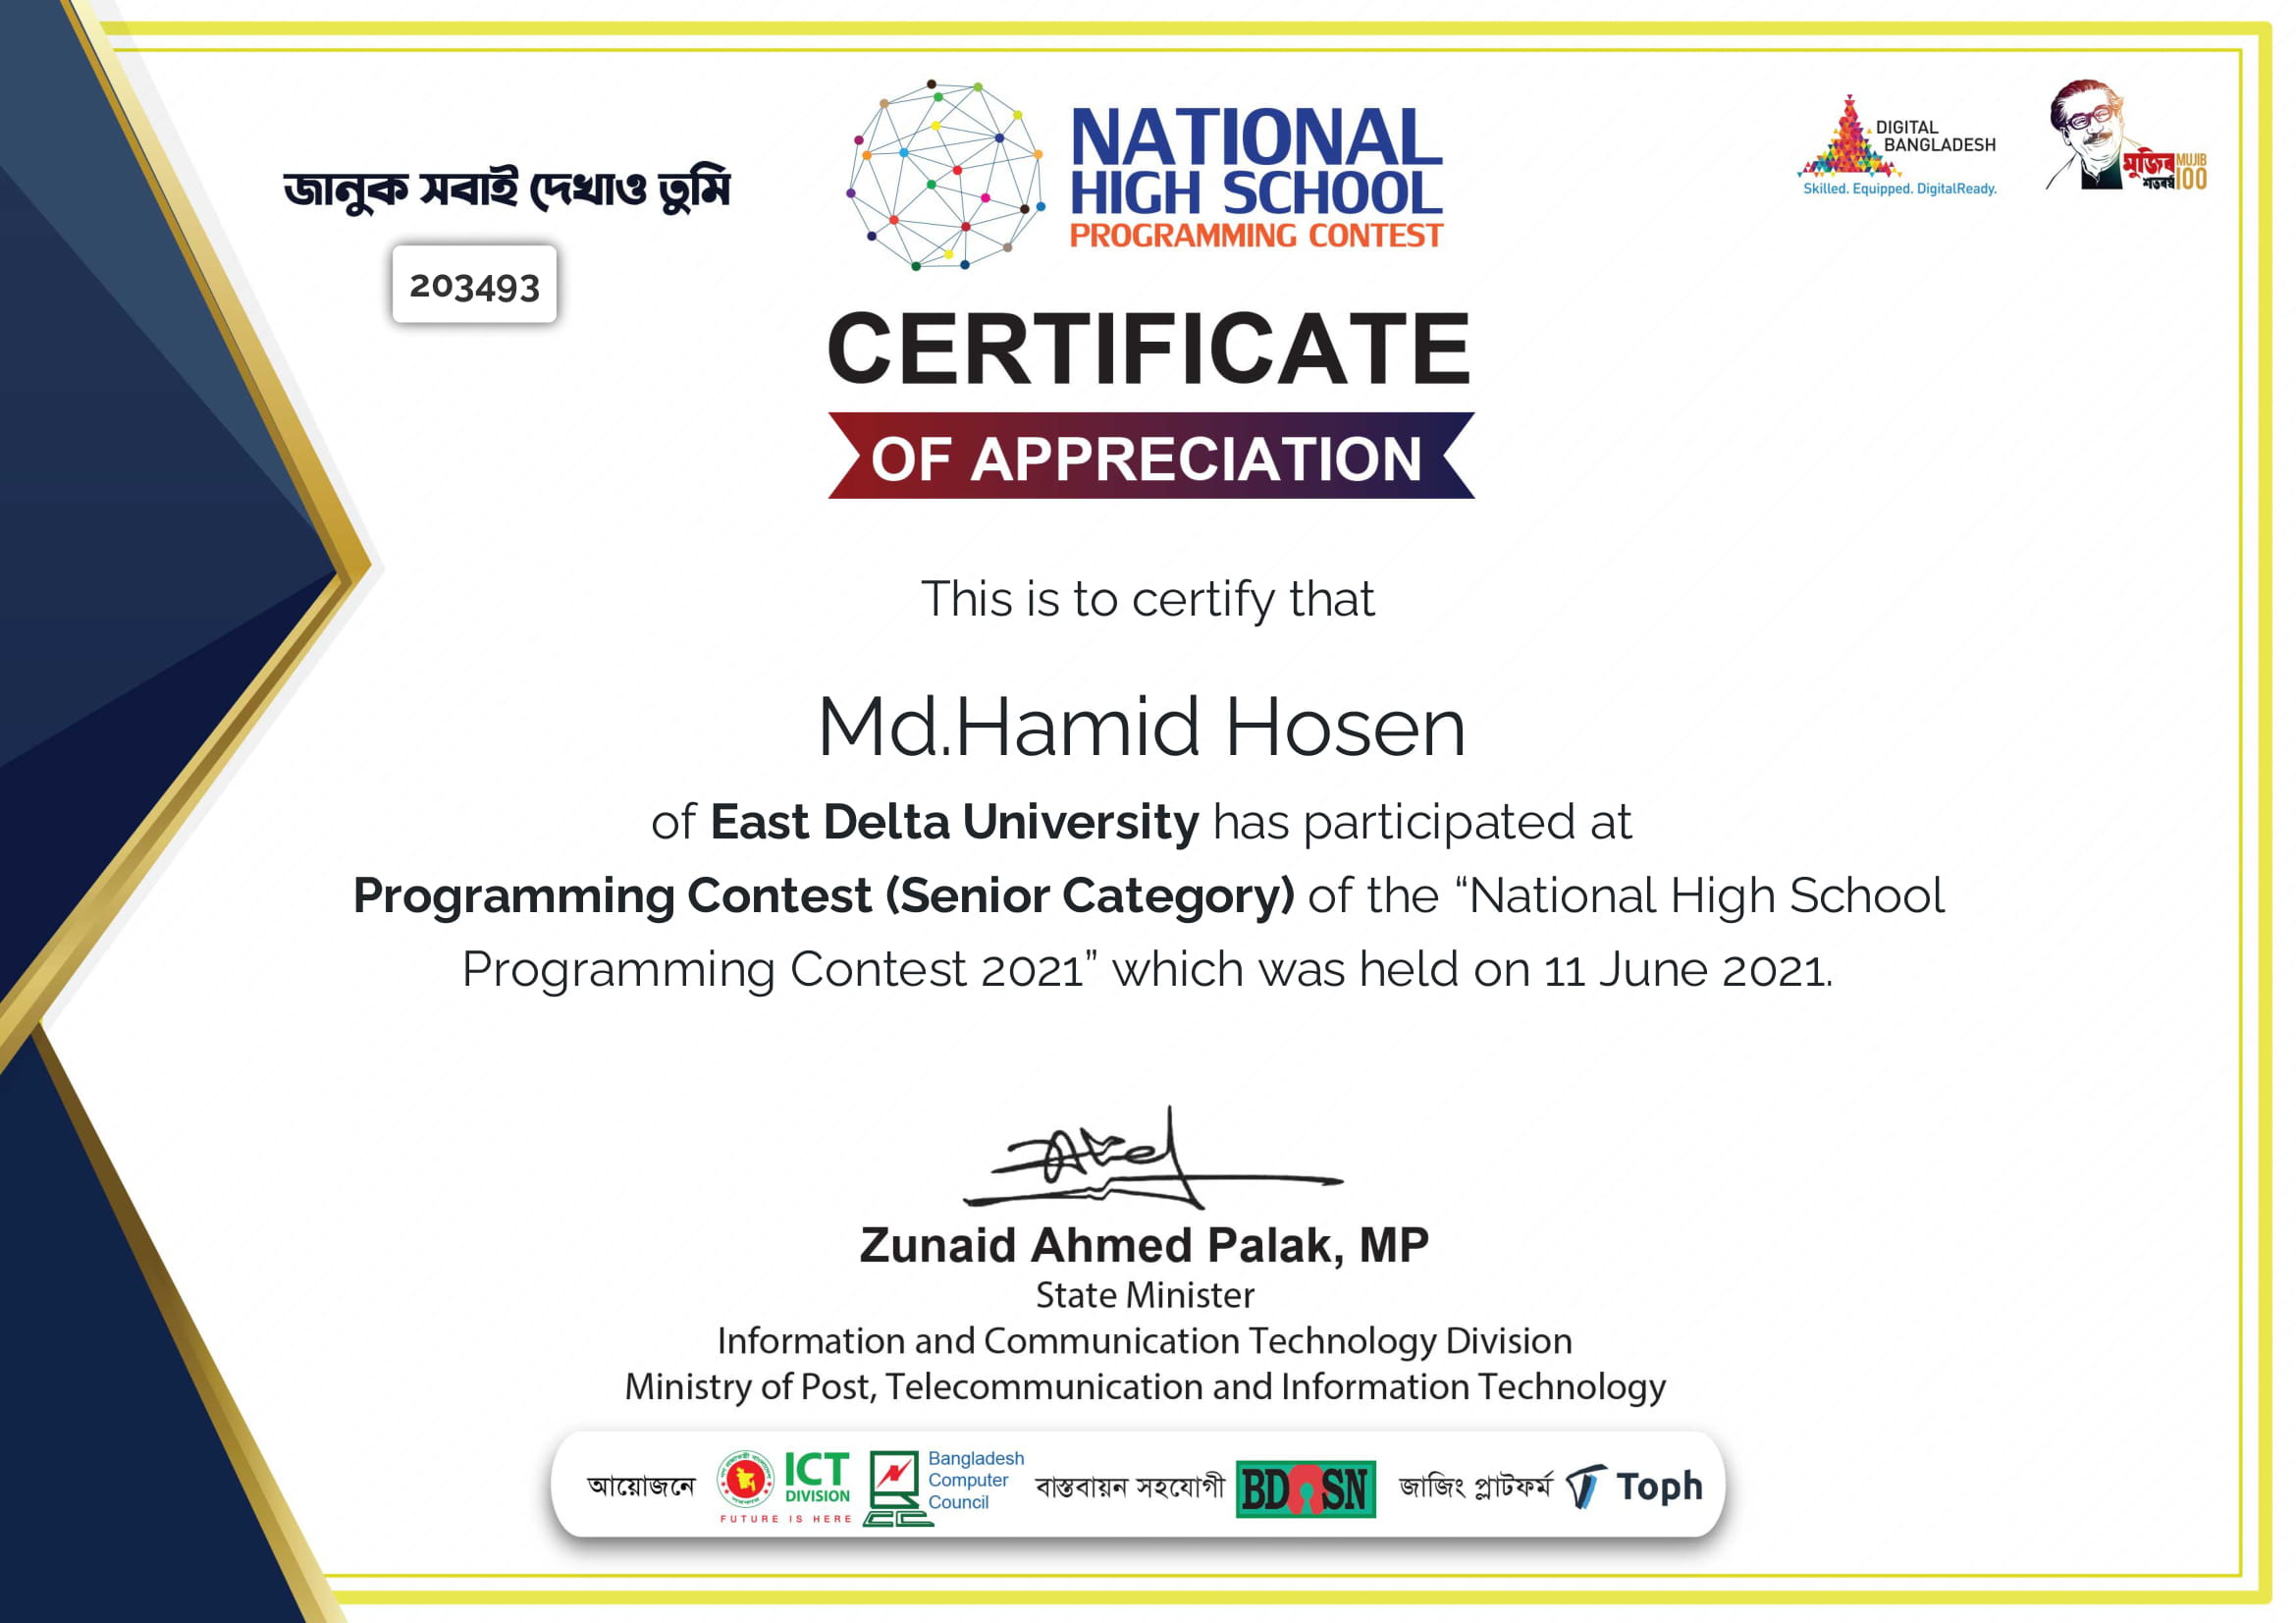 জানুক সবাই দেখাও তুমি
203493
NATIONAL
HIGH SCHOOL
PROGRAMMING CONTEST
DIGITAL
BANGLADESH
Skilled. Equipped. DigitalReady.
মুজিব MUJIB
শতবর্ষ 100
CERTIFICATE
OF APPRECIATION
This is to certify that
Md.Hamid Hosen
of East Delta University has participated at
Programming Contest (Senior Category) of the “National High School
Programming Contest 2021” which was held on 11 June 2021.
Zunaid Ahmed Palak, MP
State Minister
Information and Communication Technology Division
Ministry of Post, Telecommunication and Information Technology
আয়োজনে
ICT
DIVISION
FUTURE IS HERE
Bangladesh
Computer
Council
বাস্তবায়ন সহযোগী
BDOSN
জাজিং প্লাটফর্ম
Toph